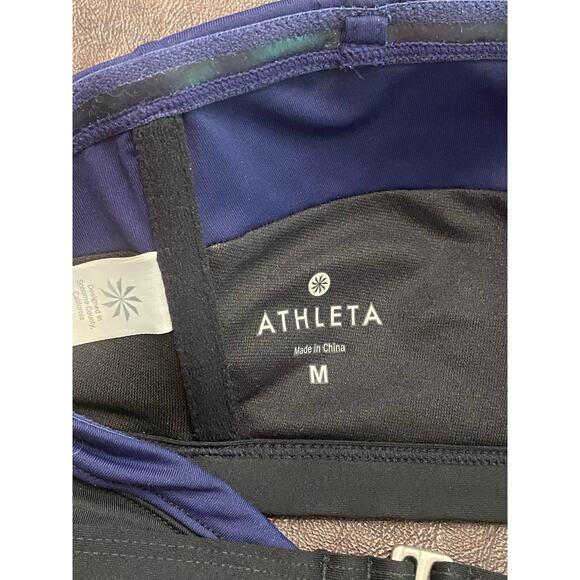 ATHLETA
Made in China
M
Designed in
Sonoma County,
California